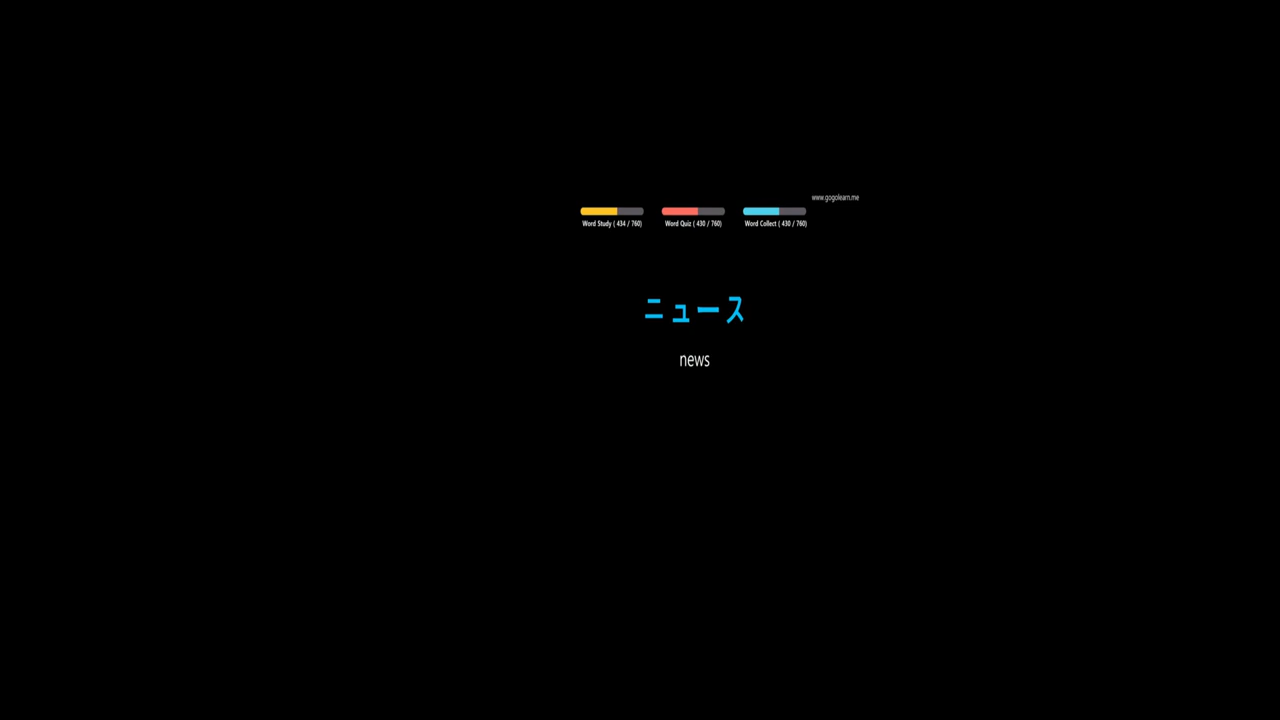 www.gogolearn.me
Word Study ( 434 / 760)
Word Quiz ( 430 / 760)
Word Collect ( 430 / 760)
ニュース
news